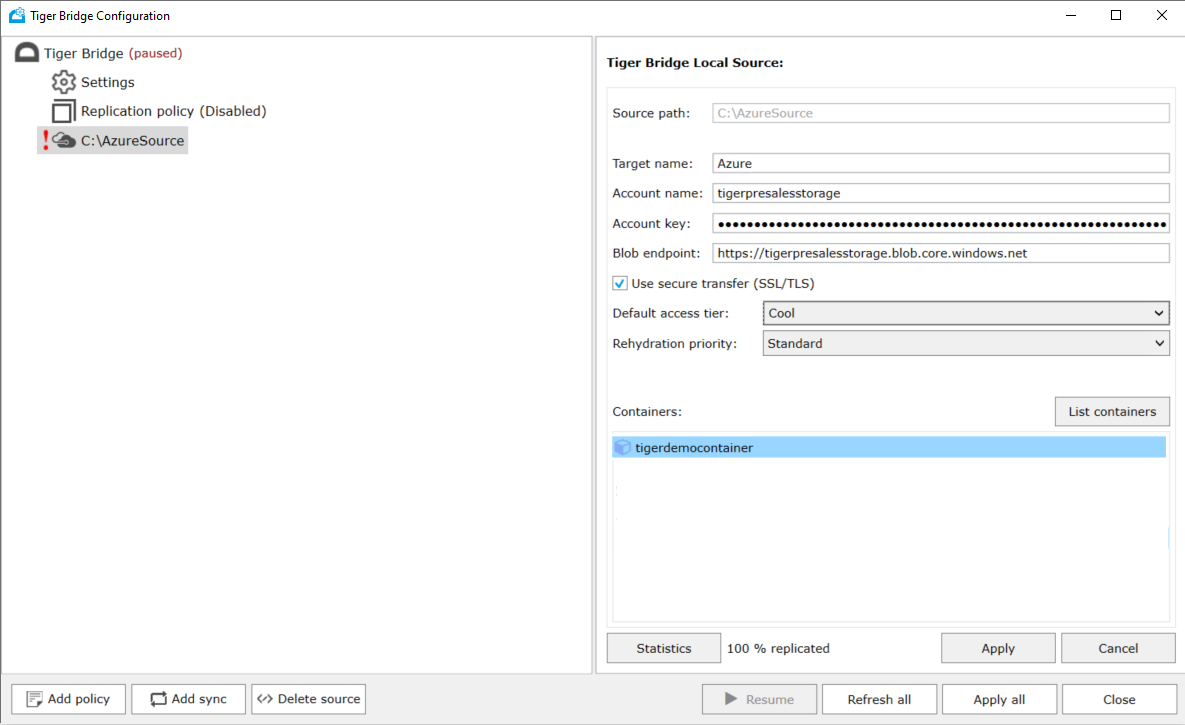 Tiger Bridge Configuration
Tiger Bridge (paused)
Settings
Replication policy (Disabled)
C:\AzureSource
Tiger Bridge Local Source:
Source path: C:\AzureSource
Target name: Azure
Account name: tigerpresalesstorage
Account key:
Blob endpoint: https://tigerpresalesstorage.blob.core.windows.net
Use secure transfer (SSL/TLS)
Default access tier: Cool
Rehydration priority: Standard
Containers: List containers
tigerdemocontainer
Statistics 100 % replicated Apply Cancel
Add policy Add sync Delete source Resume Refresh all Apply all Close